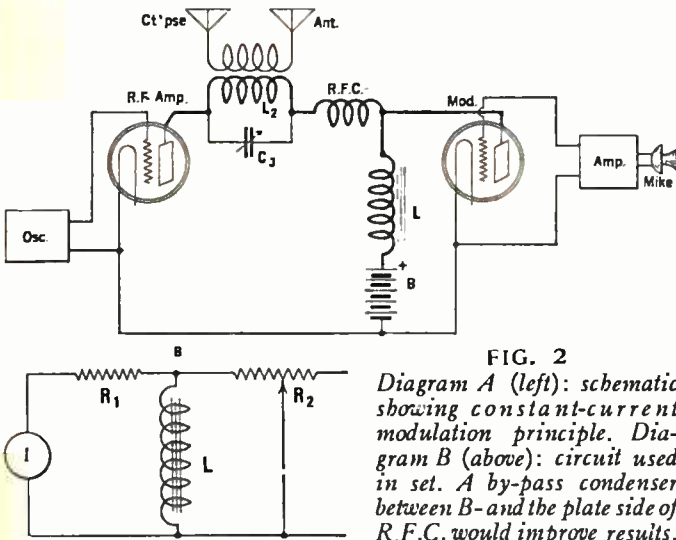 Ct'pse Ant.
R.F. Amp. L2 R.F.C. Mod.
C3
Amp.
Mike
Osc.
L
+
B
B
R1 R2
L
I
FIG. 2
Diagram A (left): schematic
showing constant-current
modulation principle. Dia-
gram B (above): circuit used
in set. A by-pass condenser
between B- and the plate side of
R.F.C. would improve results.